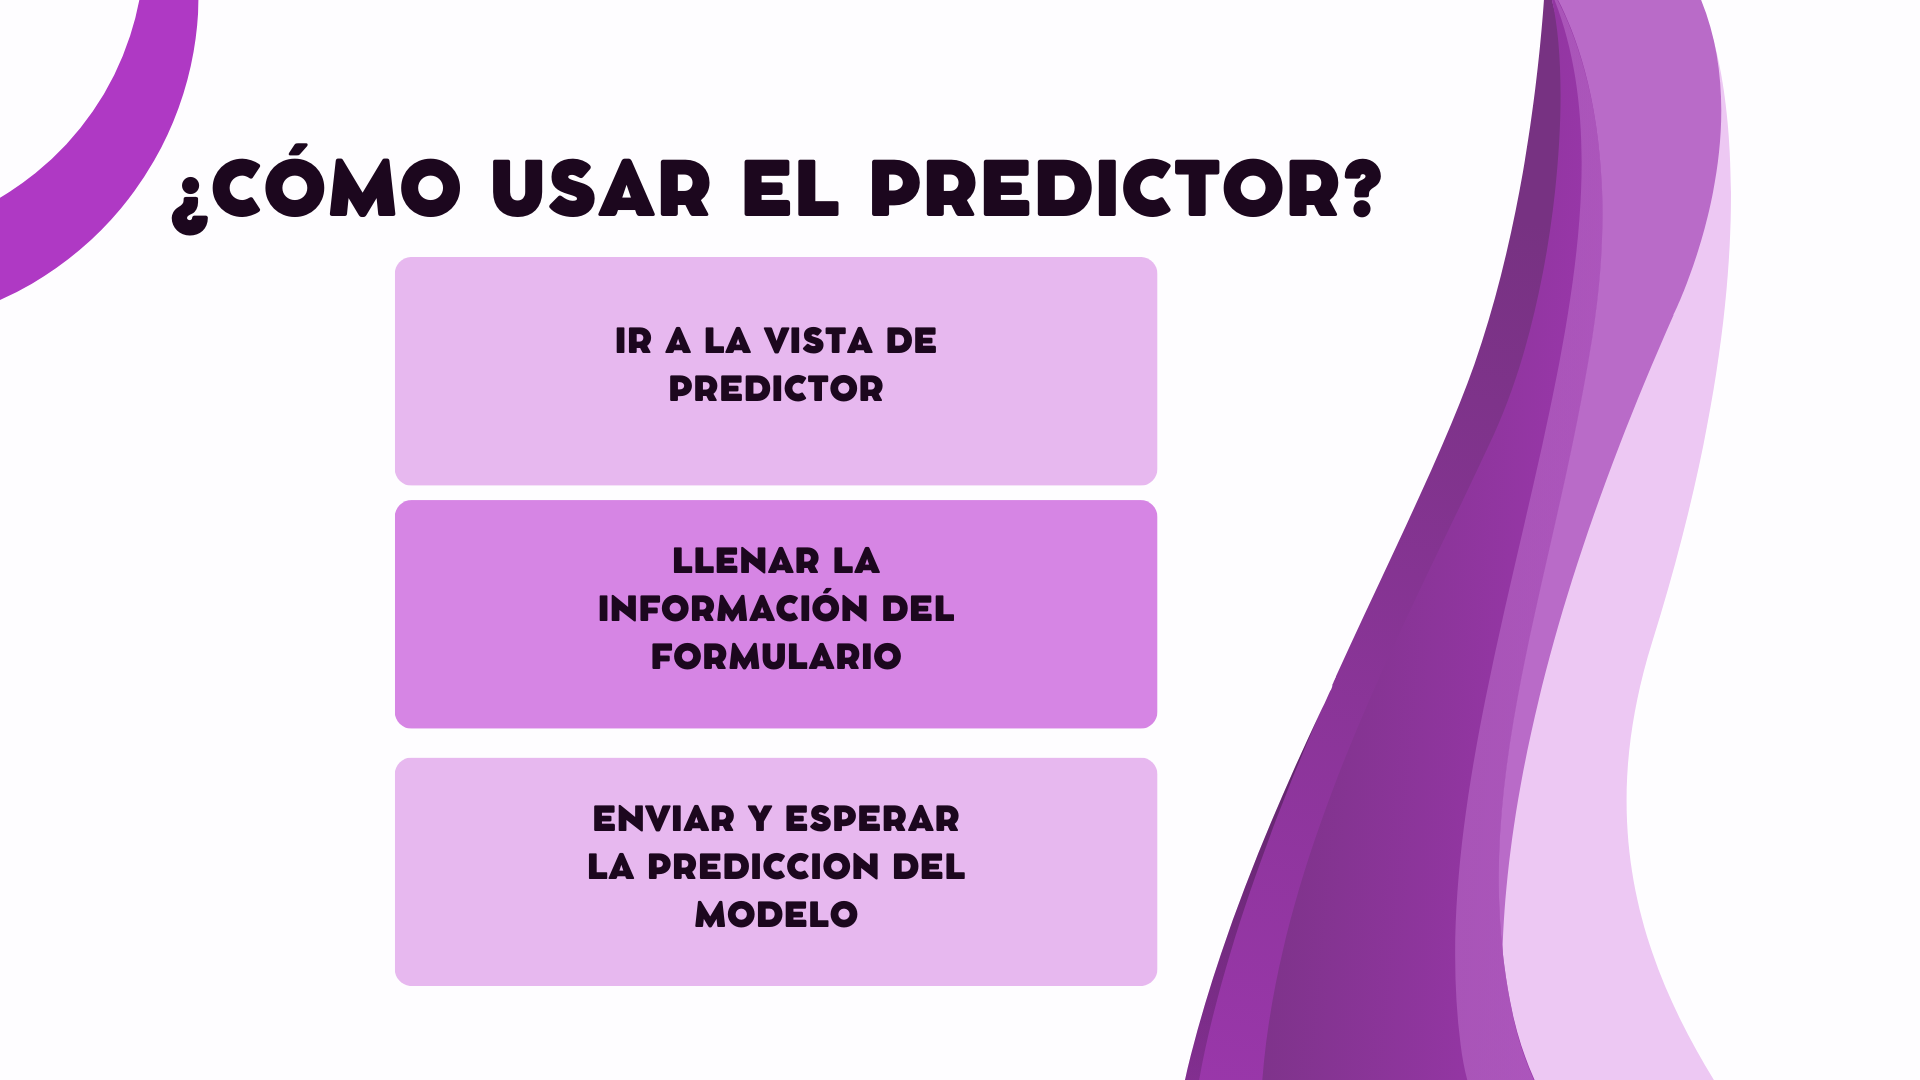 ¿CÓMO USAR EL PREDICTOR?
IR A LA VISTA DE
PREDICTOR
LLENAR LA
INFORMACIÓN DEL
FORMULARIO
ENVIAR Y ESPERAR
LA PREDICCION DEL
MODELO